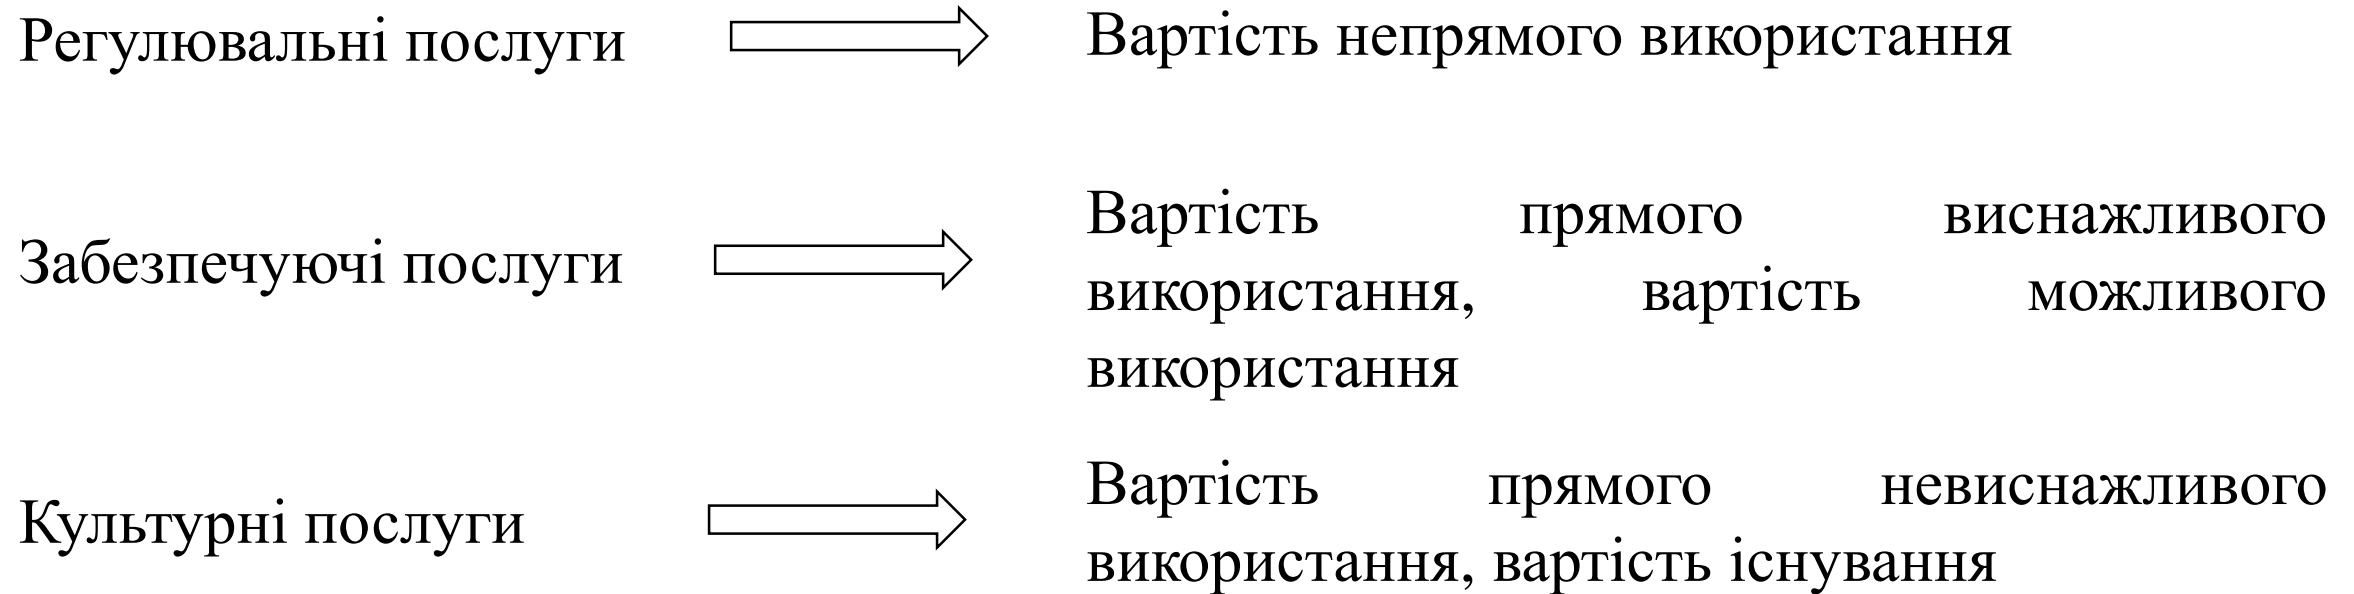 Регулювальні послуги
Вартість непрямого використання
Забезпечуючі послуги
Вартість прямого виснажливого
використання, вартість можливого
використання
Культурні послуги
Вартість прямого невиснажливого
використання, вартість існування